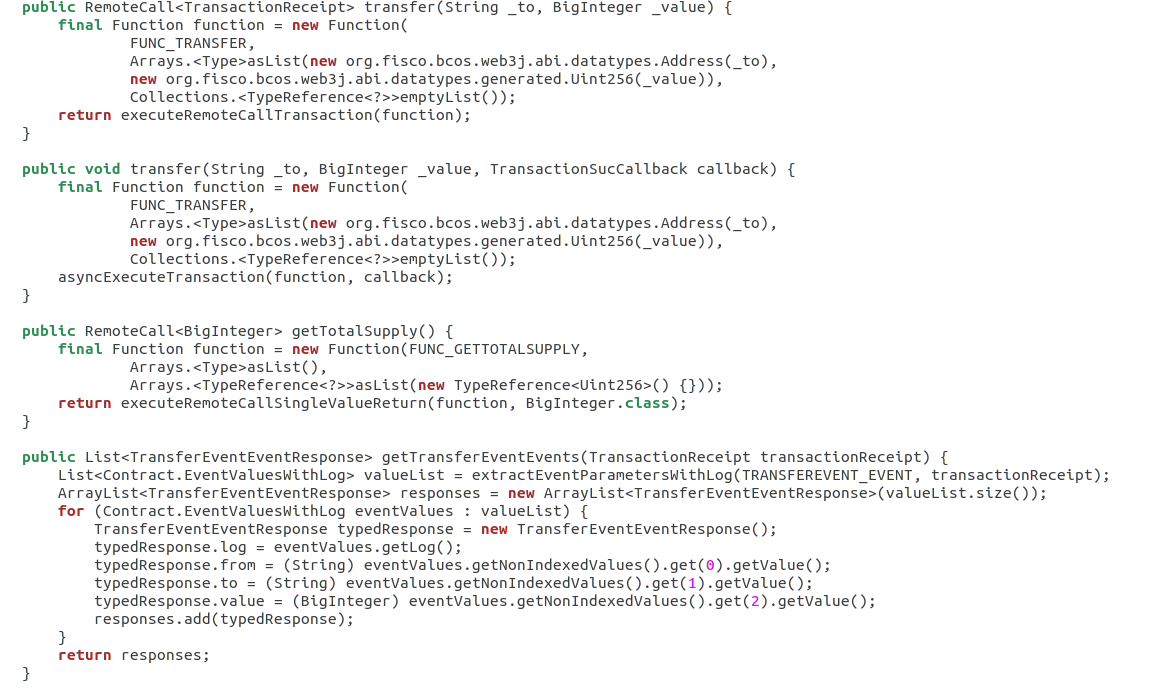 public RemoteCall<TransactionReceipt> transfer(String _to, BigInteger _value) {
    final Function function = new Function(
            FUNC_TRANSFER,
            Arrays.<Type>asList(new org.fisco.bcos.web3j.abi.datatypes.Address(_to),
            new org.fisco.bcos.web3j.abi.datatypes.generated.Uint256(_value)),
            Collections.<TypeReference<?>>emptyList());
    return executeRemoteCallTransaction(function);
}

public void transfer(String _to, BigInteger _value, TransactionSucCallback callback) {
    final Function function = new Function(
            FUNC_TRANSFER,
            Arrays.<Type>asList(new org.fisco.bcos.web3j.abi.datatypes.Address(_to),
            new org.fisco.bcos.web3j.abi.datatypes.generated.Uint256(_value)),
            Collections.<TypeReference<?>>emptyList());
    asyncExecuteTransaction(function, callback);
}

public RemoteCall<BigInteger> getTotalSupply() {
    final Function function = new Function(FUNC_GETTOTALSUPPLY,
            Arrays.<Type>asList(),
            Arrays.<TypeReference<?>>asList(new TypeReference<Uint256>() {}));
    return executeRemoteCallSingleValueReturn(function, BigInteger.class);
}

public List<TransferEventEventResponse> getTransferEventEvents(TransactionReceipt transactionReceipt) {
    List<Contract.EventValuesWithLog> valueList = extractEventParametersWithLog(TRANSFEREVENT_EVENT, transactionReceipt);
    ArrayList<TransferEventEventResponse> responses = new ArrayList<TransferEventEventResponse>(valueList.size());
    for (Contract.EventValuesWithLog eventValues : valueList) {
        TransferEventEventResponse typedResponse = new TransferEventEventResponse();
        typedResponse.log = eventValues.getLog();
        typedResponse.from = (String) eventValues.getNonIndexedValues().get(0).getValue();
        typedResponse.to = (String) eventValues.getNonIndexedValues().get(1).getValue();
        typedResponse.value = (BigInteger) eventValues.getNonIndexedValues().get(2).getValue();
        responses.add(typedResponse);
    }
    return responses;
}